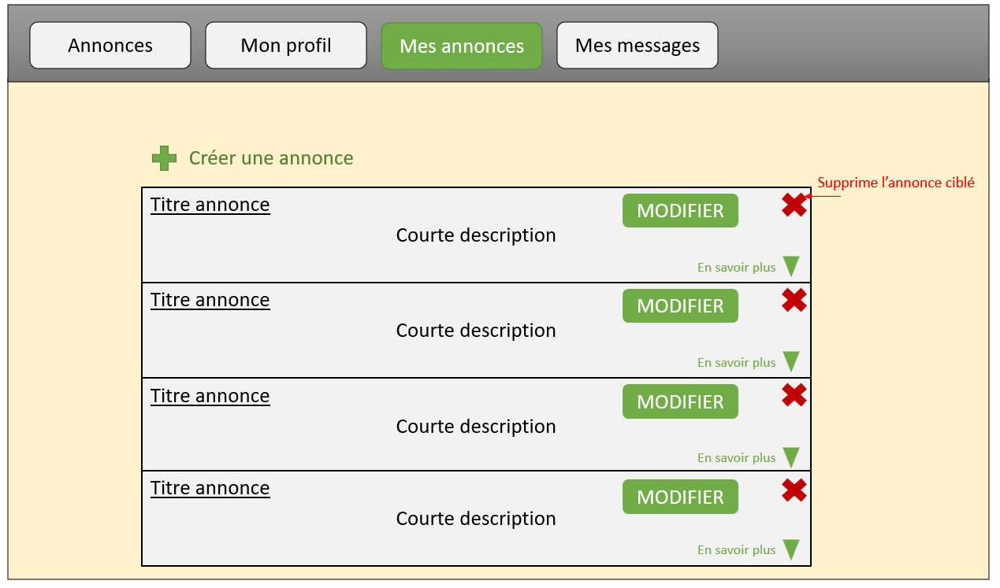 Annonces
Mon profil
Mes annonces
Mes messages
Créer une annonce
Supprime l’annonce ciblé
Titre annonce
MODIFIER
Courte description
En savoir plus
Titre annonce
MODIFIER
Courte description
En savoir plus
Titre annonce
MODIFIER
Courte description
En savoir plus
Titre annonce
MODIFIER
Courte description
En savoir plus